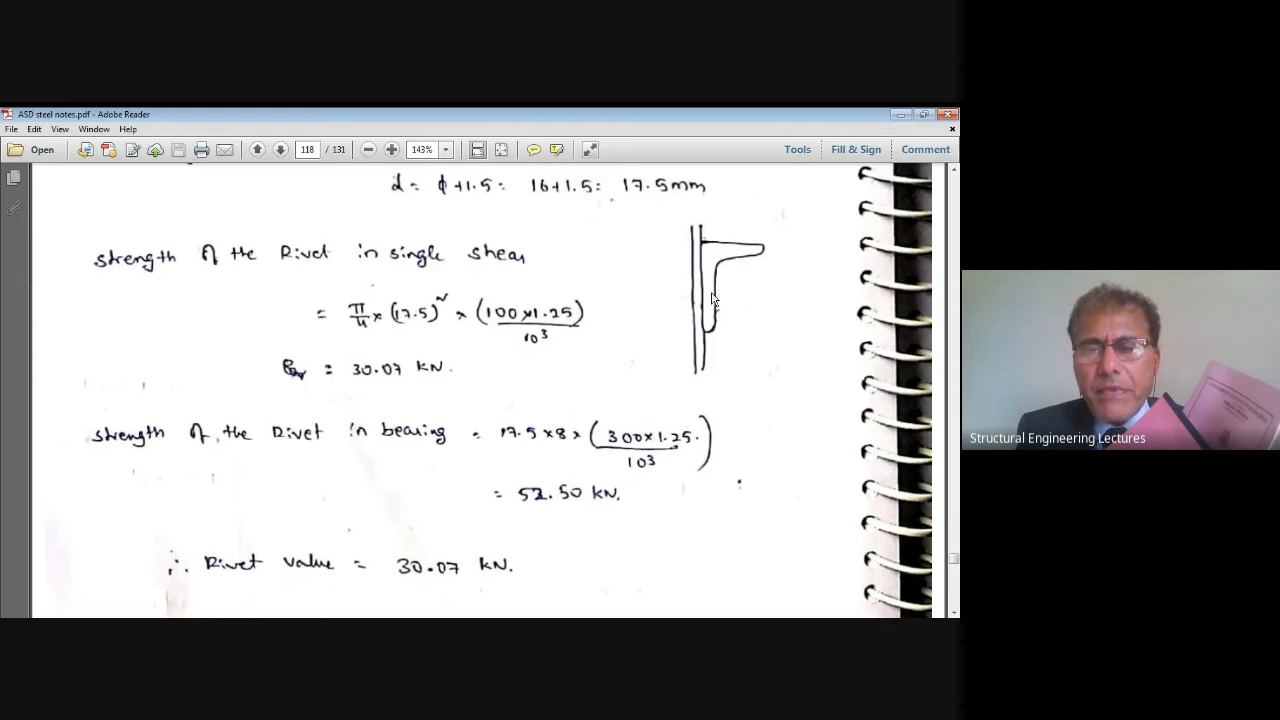 ASD steel notes.pdf - Adobe Reader
File Edit View Window Help
Open 118 / 131 143% Tools Fill & Sign Comment
d = ϕ+1.5 = 16+1.5 = 17.5mm
strength of the Rivet in single shear
= π/4 × (17.5)² × (100×1.25)/10³
= 30.07 KN.
strength of the Rivet in bearing = 17.5×8×(300×1.25/10³)
= 52.50 KN.
∴ Rivet value = 30.07 KN.
Structural Engineering Lectures